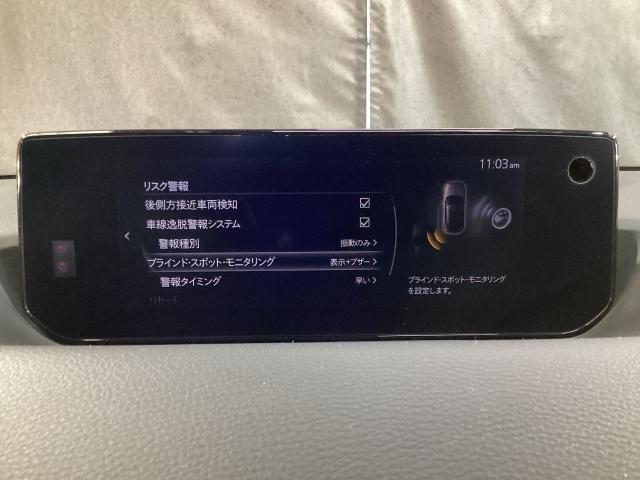 11:03am
リスク警報
後側方接近車両検知
車線逸脱警報システム
警報種別 振動のみ
ブラインド・スポット・モニタリング 表示+ブザー
警報タイミング 早い
ブラインド・スポット・モニタリング
を設定します。